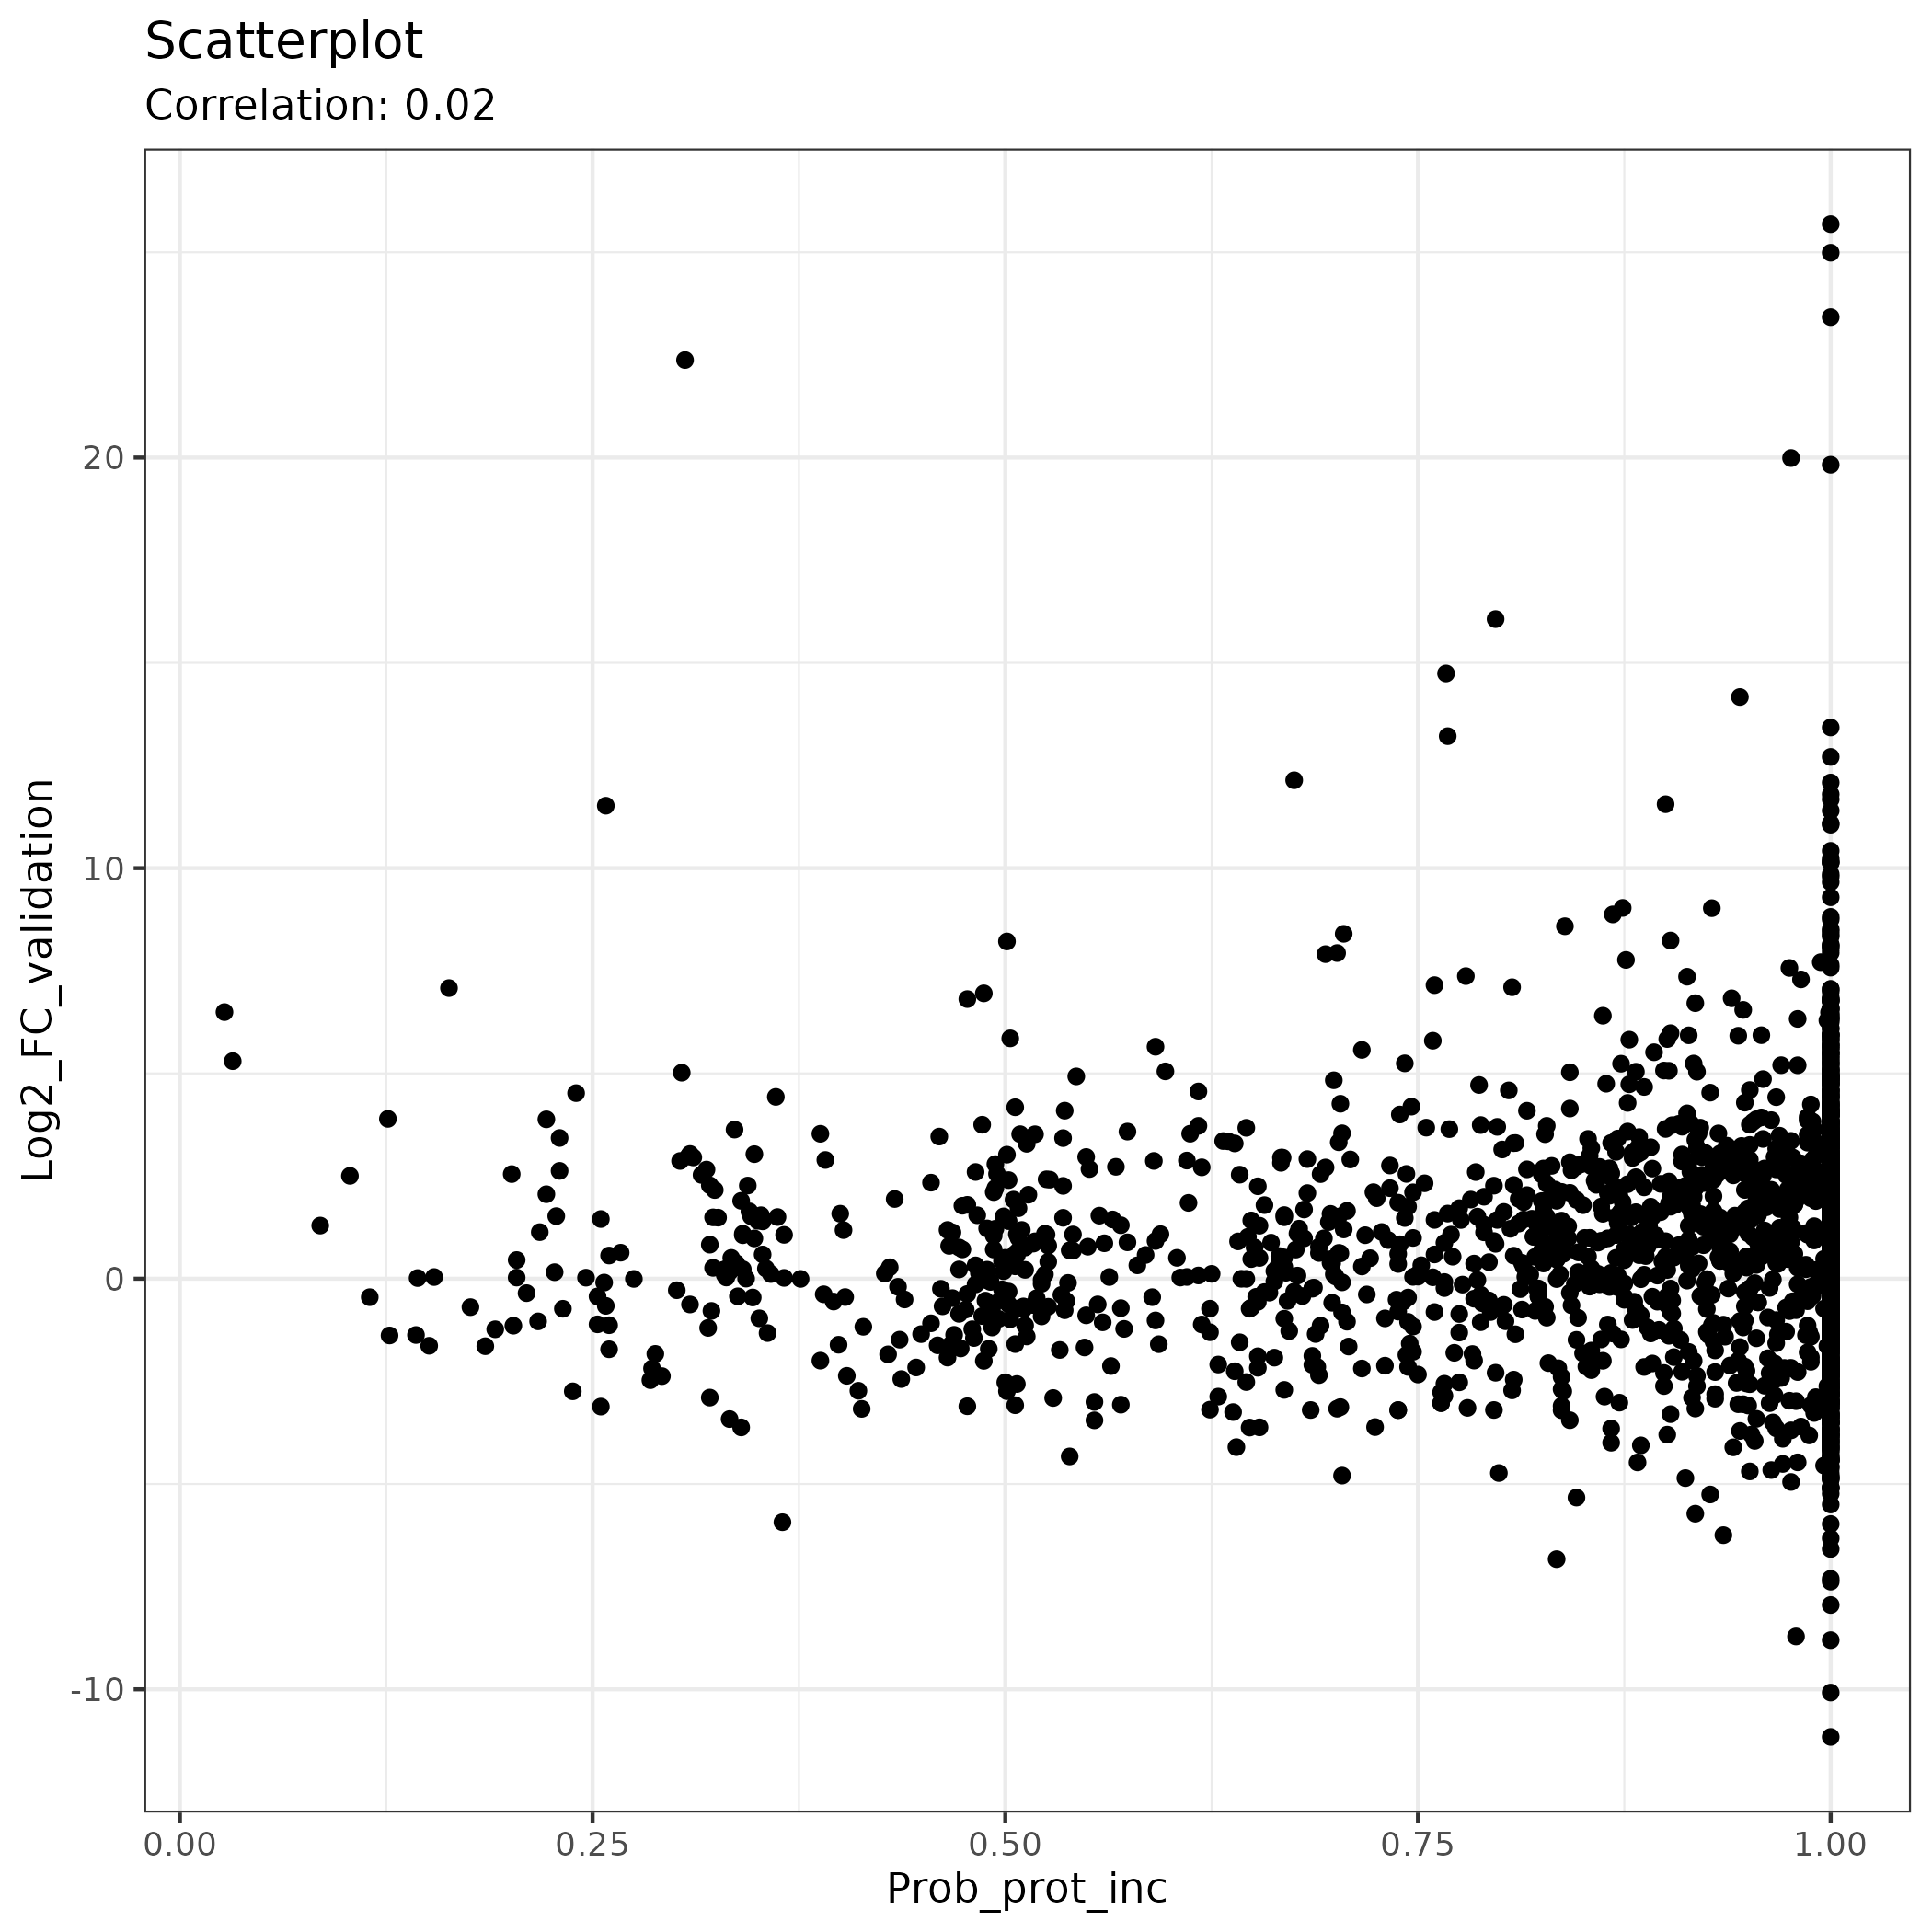 Scatterplot
Correlation: 0.02
Log2_FC_validation
20
10
0
-10
0.00 0.25 0.50 0.75 1.00
Prob_prot_inc